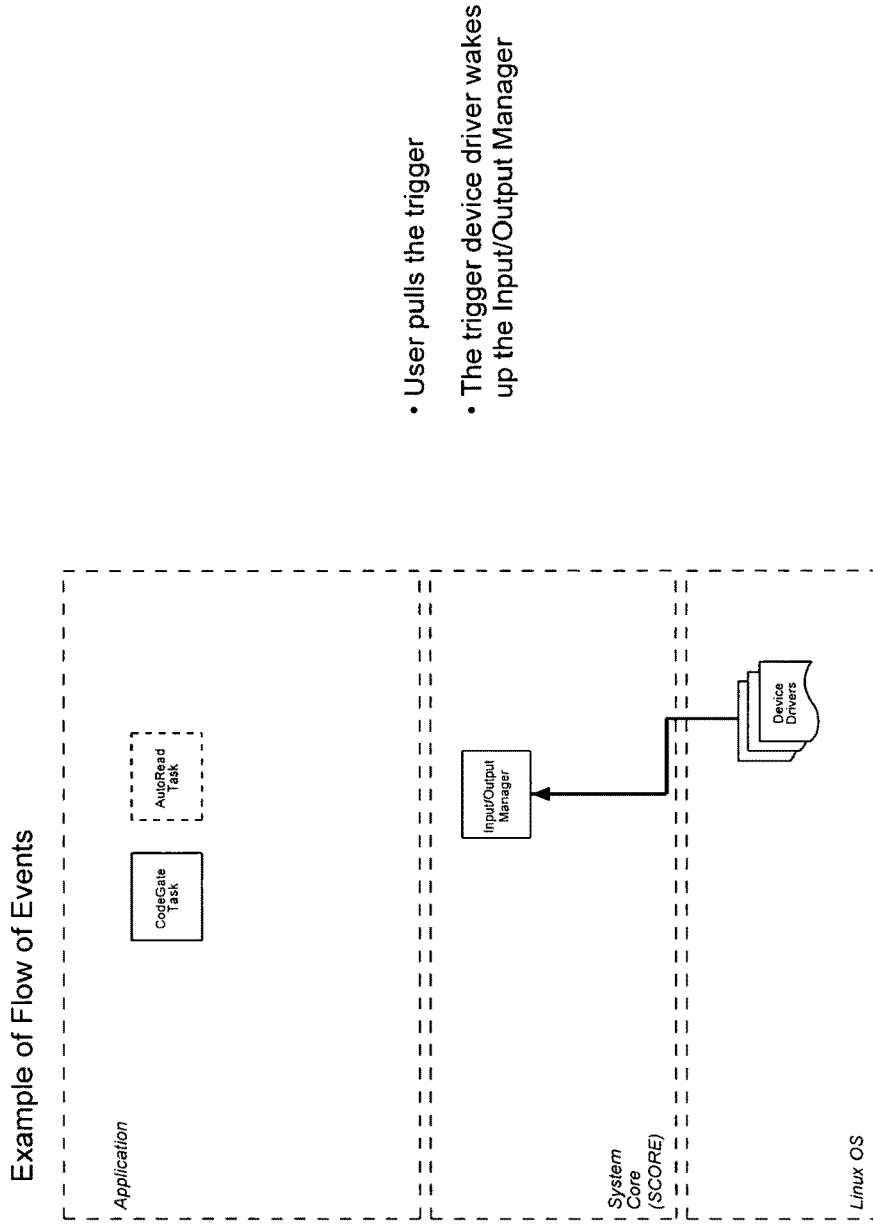 Example of Flow of Events
Application
CodeGate
Task
AutoRead
Task
System
Core
(SCORE)
Input/Output
Manager
Linux OS
Device
Drivers
• User pulls the trigger
• The trigger device driver wakes
up the Input/Output Manager